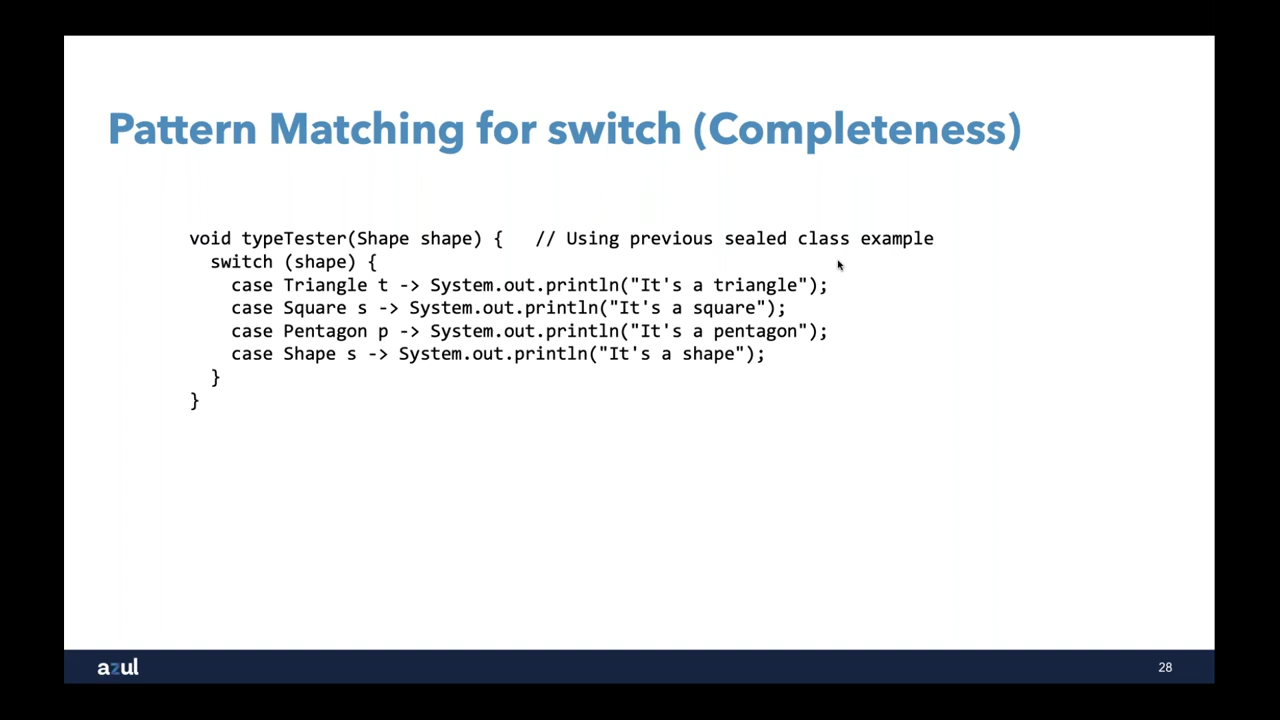 Pattern Matching for switch (Completeness)
void typeTester(Shape shape) {   // Using previous sealed class example
  switch (shape) {
    case Triangle t -> System.out.println("It's a triangle");
    case Square s -> System.out.println("It's a square");
    case Pentagon p -> System.out.println("It's a pentagon");
    case Shape s -> System.out.println("It's a shape");
  }
}
azul
28